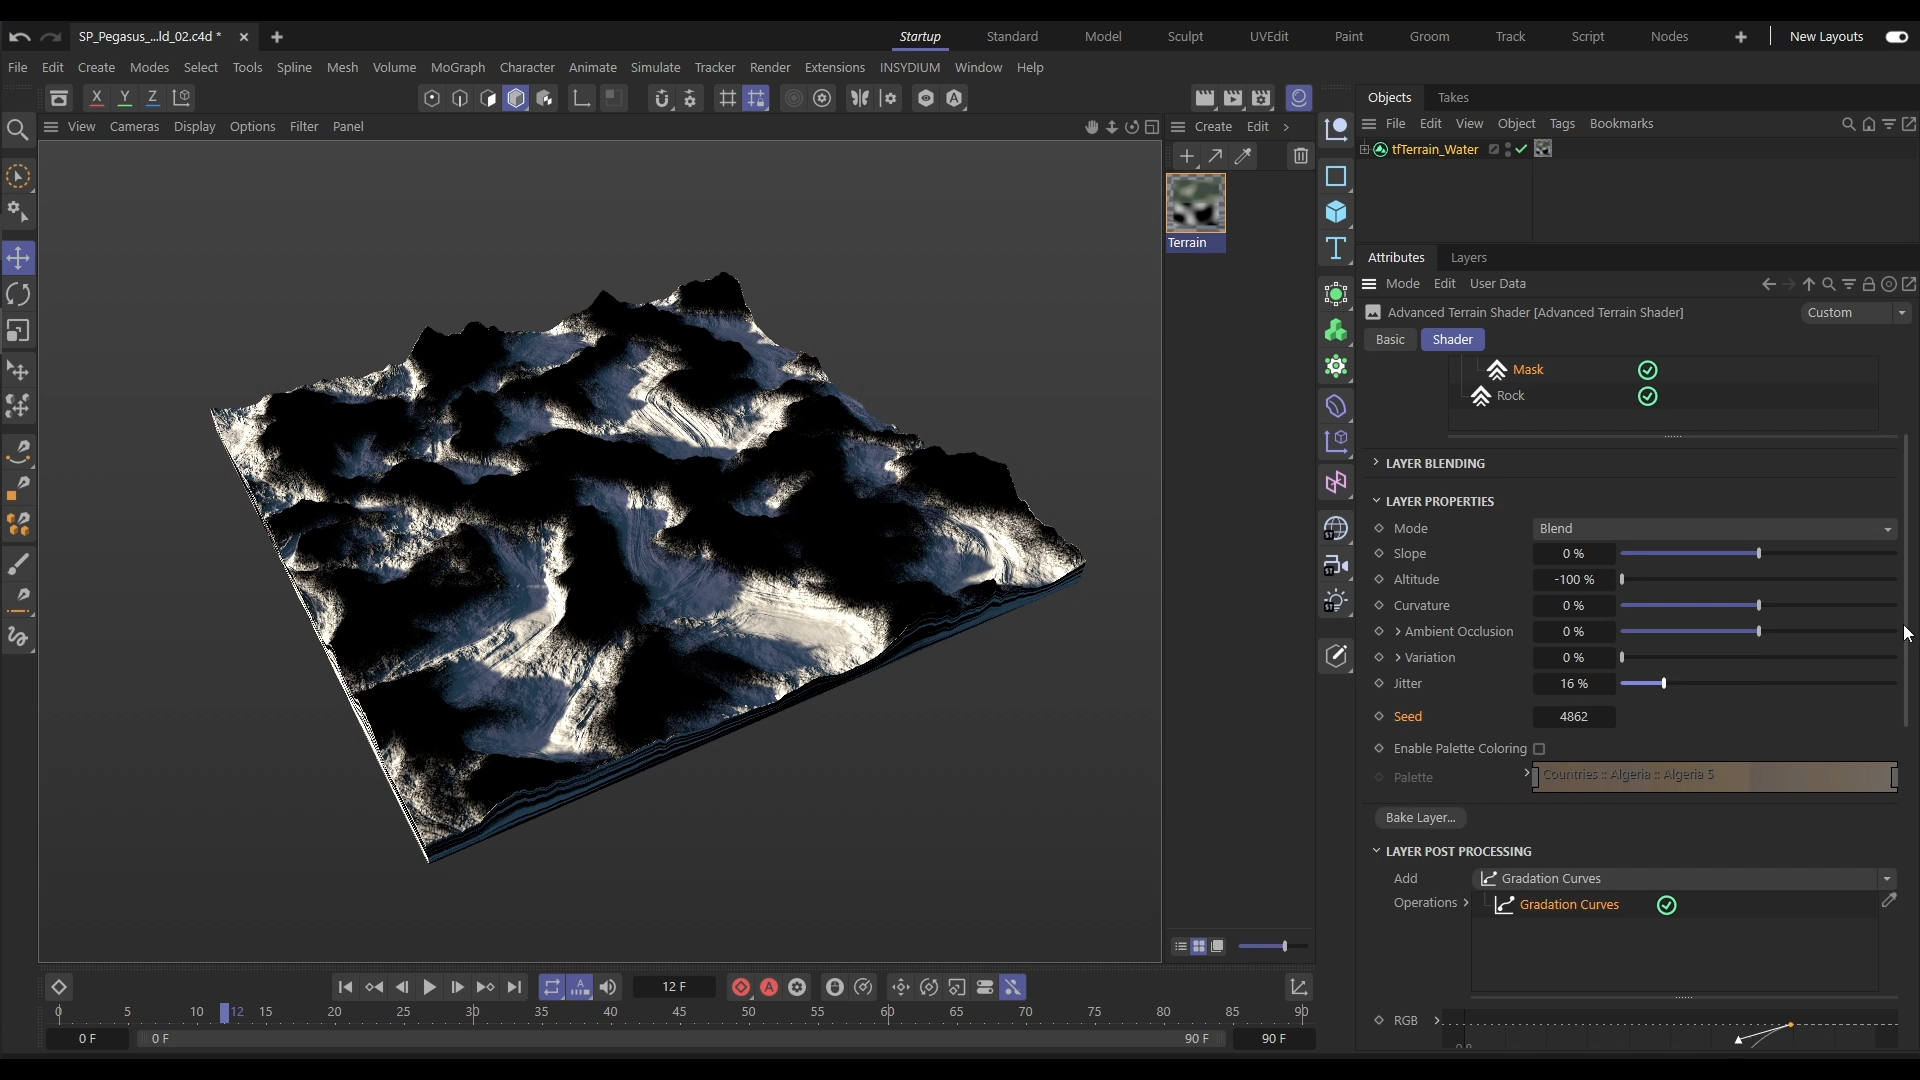 SP_Pegasus_...ld_02.c4d *
Startup
Standard
Model
Sculpt
UVEdit
Paint
Groom
Track
Script
Nodes
New Layouts
File Edit Create Modes Select Tools Spline Mesh Volume MoGraph Character Animate Simulate Tracker Render Extensions INSYDIUM Window Help
X Y Z
Objects Takes
View Cameras Display Options Filter Panel
Create Edit
File Edit View Object Tags Bookmarks
tfTerrain_Water
Terrain
Attributes Layers
Mode Edit User Data
Advanced Terrain Shader [Advanced Terrain Shader]
Custom
Basic Shader
Mask
Rock
LAYER BLENDING
LAYER PROPERTIES
Mode Blend
Slope 0 %
Altitude -100 %
Curvature 0 %
Ambient Occlusion 0 %
Variation 0 %
Jitter 16 %
Seed 4862
Enable Palette Coloring
Palette Countries :: Algeria :: Algeria 5
Bake Layer...
LAYER POST PROCESSING
Add Gradation Curves
Operations Gradation Curves
RGB
0.8
12 F
0 5 10 12 15 20 25 30 35 40 45 50 55 60 65 70 75 80 85 90
0 F 0 F 90 F 90 F